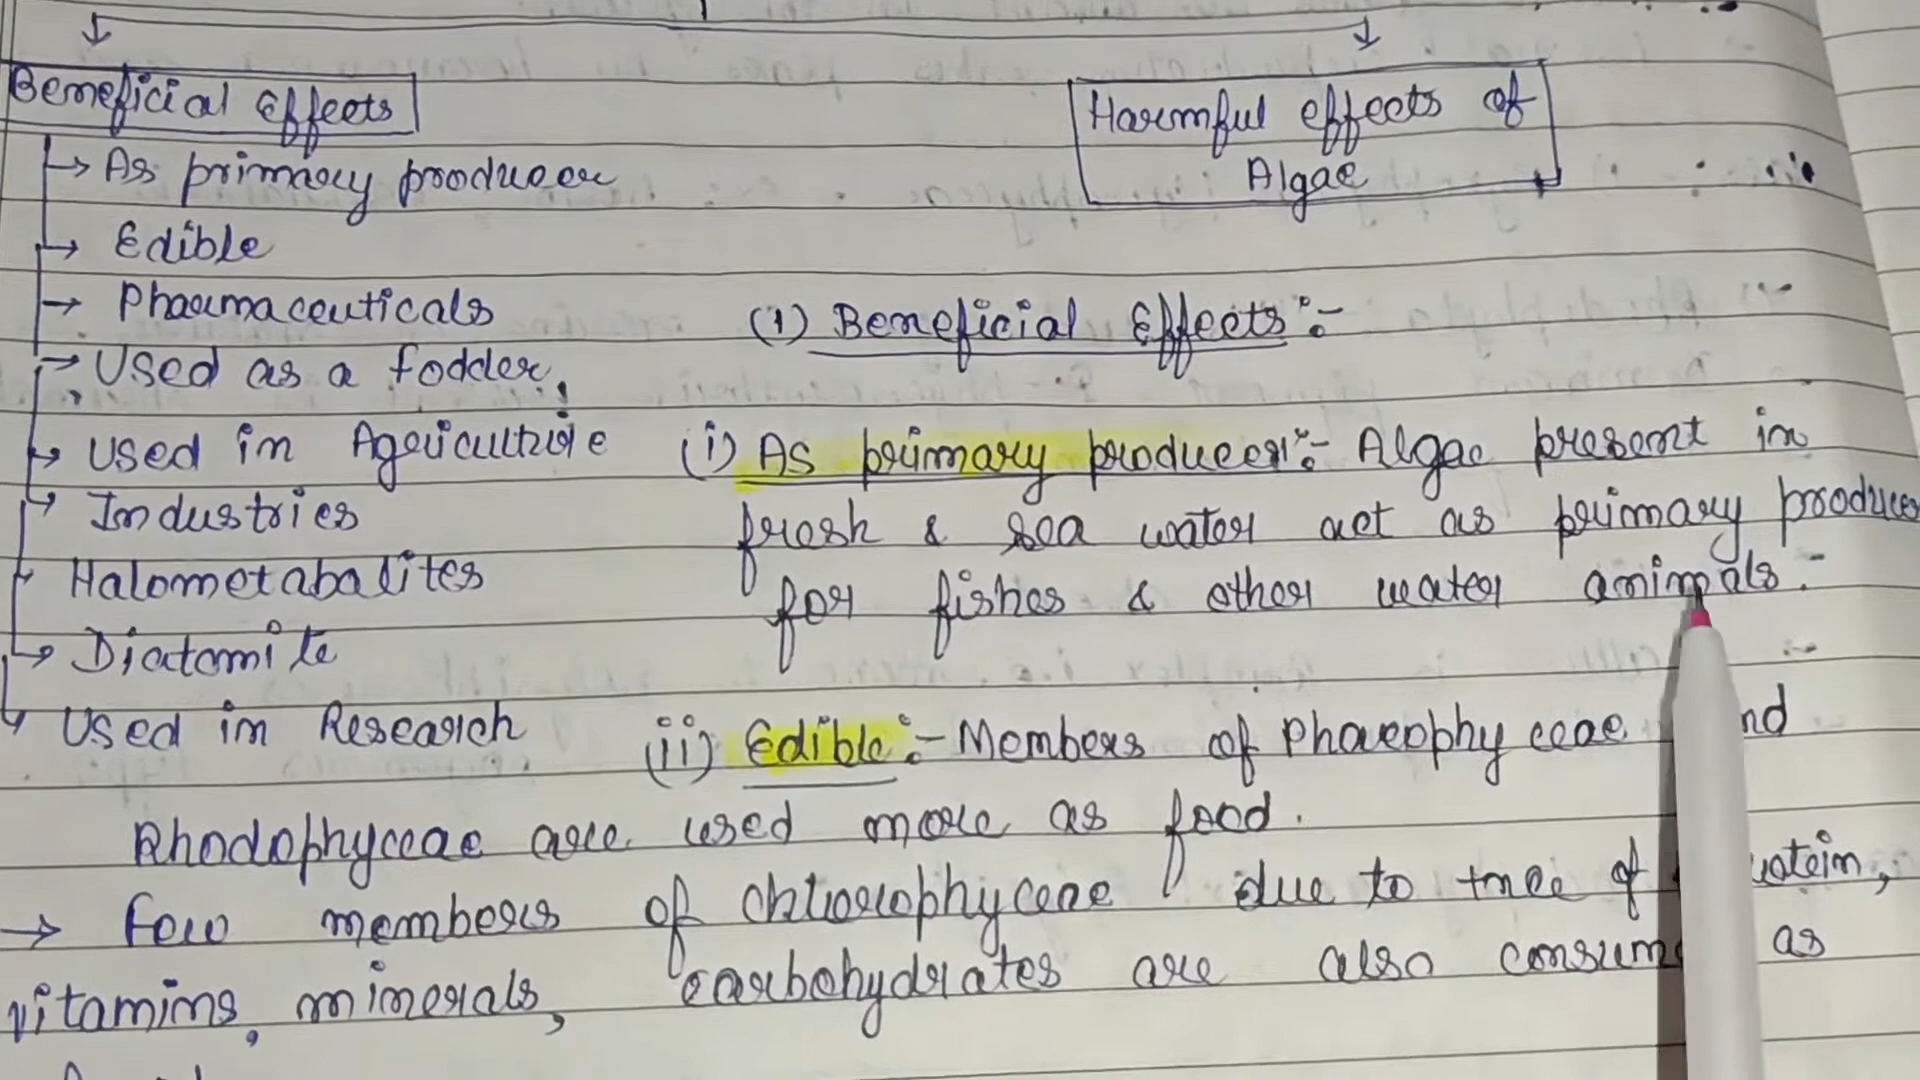 Beneficial Effects
Harmful effects of
Algae
→ As primary producer
→ Edible
→ Pharmaceuticals
→ Used as a fodder
→ Used in Agriculture
→ Industries
Halometabalites
→ Diatomite
Used in Research
(1) Beneficial Effects :-
(i) As primary producer :- Algae present in
fresh & sea water act as primary producer
for fishes & other water animals.
(ii) Edible :- Members of Phaeophyceae
Rhodophyceae are used more as food.
→ Few members of Chlorophyceae due to of
vitamins, minerals, carbohydrates are also as